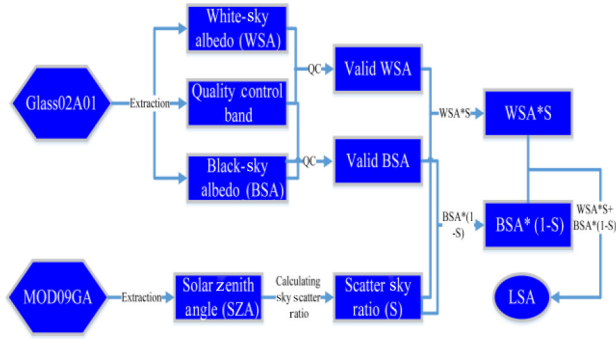 White-sky
albedo (WSA)
Glass02A01
Extraction
Quality control
band
Black-sky
albedo (BSA)
QC
QC
Valid WSA
Valid BSA
WSA*S
WSA*S
BSA*(1
-S)
BSA* (1-S)
WSA*S+
BSA*(1-S)
MOD09GA
Extraction
Solar zenith
angle (SZA)
Calculating
sky scatter
ratio
Scatter sky
ratio (S)
LSA